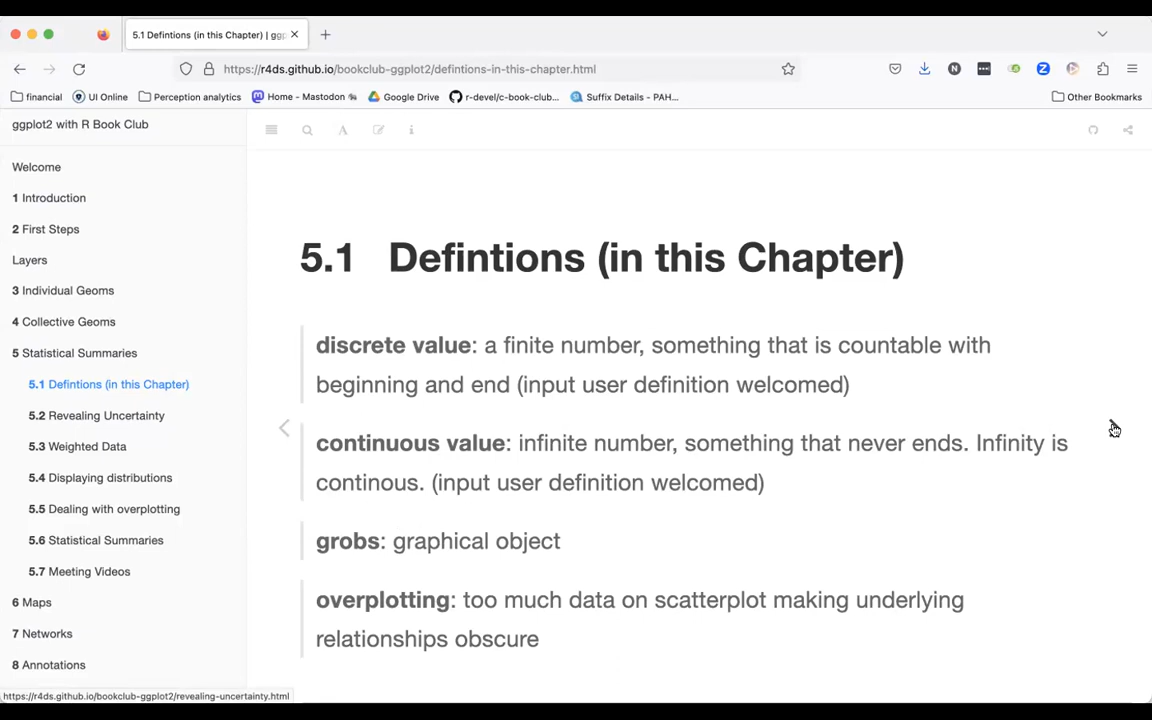 5.1 Defintions (in this Chapter) | ggp
https://r4ds.github.io/bookclub-ggplot2/defintions-in-this-chapter.html
financial
UI Online
Perception analytics
Home - Mastodon
Google Drive
r-devel/c-book-club...
Suffix Details - PAH...
Other Bookmarks
ggplot2 with R Book Club
Welcome
1 Introduction
2 First Steps
Layers
3 Individual Geoms
4 Collective Geoms
5 Statistical Summaries
5.1 Defintions (in this Chapter)
5.2 Revealing Uncertainty
5.3 Weighted Data
5.4 Displaying distributions
5.5 Dealing with overplotting
5.6 Statistical Summaries
5.7 Meeting Videos
6 Maps
7 Networks
8 Annotations
https://r4ds.github.io/bookclub-ggplot2/revealing-uncertainty.html
5.1 Defintions (in this Chapter)
discrete value: a finite number, something that is countable with
beginning and end (input user definition welcomed)
continuous value: infinite number, something that never ends. Infinity is
continous. (input user definition welcomed)
grobs: graphical object
overplotting: too much data on scatterplot making underlying
relationships obscure